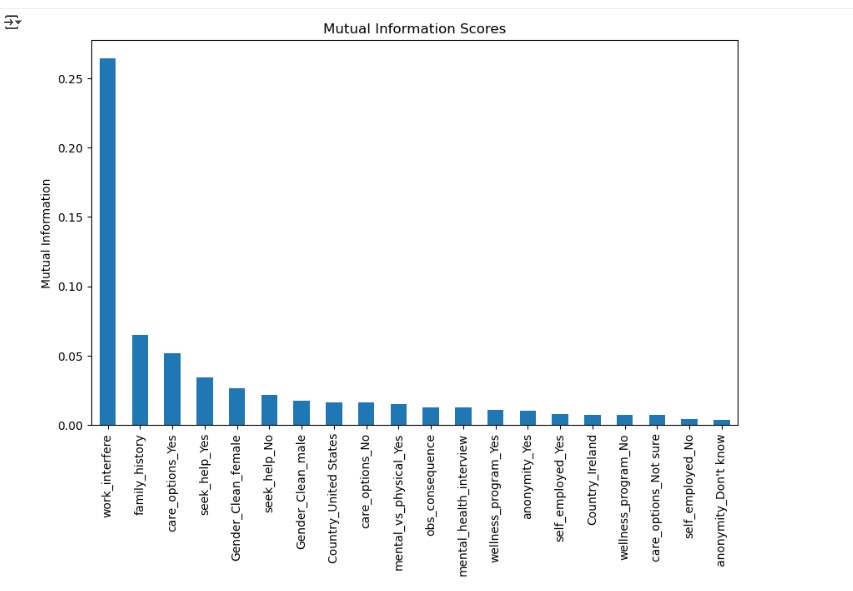 Mutual Information Scores
Mutual Information
0.25
0.20
0.15
0.10
0.05
0.00
work_interfere
family_history
care_options_Yes
seek_help_Yes
Gender_Clean_female
seek_help_No
Gender_Clean_male
Country_United States
care_options_No
mental_vs_physical_Yes
obs_consequence
mental_health_interview
wellness_program_Yes
anonymity_Yes
self_employed_Yes
Country_Ireland
wellness_program_No
care_options_Not sure
self_employed_No
anonymity_Don't know